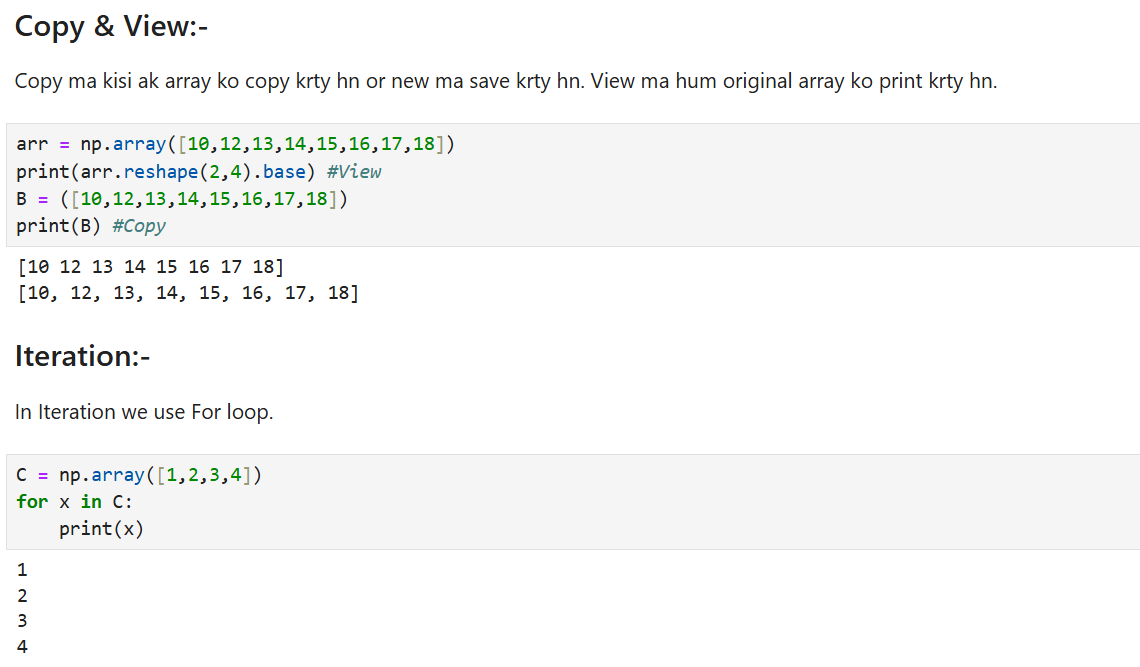 Copy & View:-
Copy ma kisi ak array ko copy krty hn or new ma save krty hn. View ma hum original array ko print krty hn.
arr = np.array([10,12,13,14,15,16,17,18])
print(arr.reshape(2,4).base) #View
B = ([10,12,13,14,15,16,17,18])
print(B) #Copy
[10 12 13 14 15 16 17 18]
[10, 12, 13, 14, 15, 16, 17, 18]
Iteration:-
In Iteration we use For loop.
C = np.array([1,2,3,4])
for x in C:
    print(x)
1
2
3
4